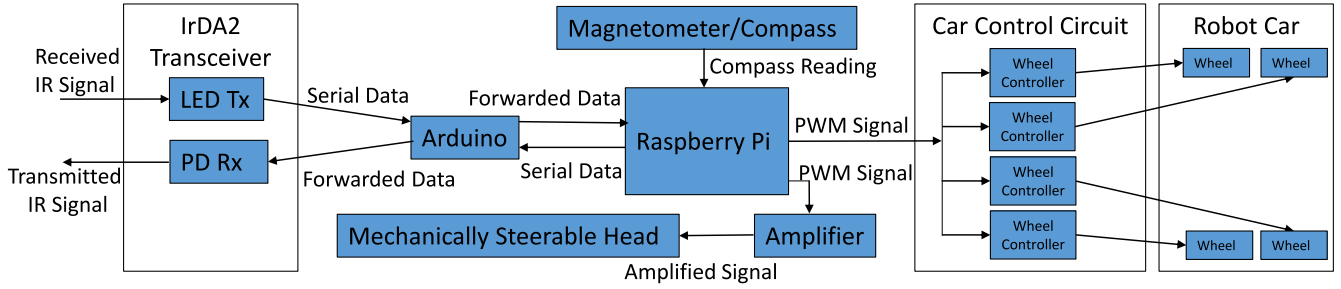 IrDA2
Transceiver
Received
IR Signal
LED Tx
PD Rx
Transmitted
IR Signal
Serial Data
Forwarded Data
Arduino
Forwarded Data
Serial Data
Magnetometer/Compass
Compass Reading
Raspberry Pi
PWM Signal
PWM Signal
Amplifier
Amplified Signal
Mechanically Steerable Head
Car Control Circuit
Wheel
Controller
Wheel
Controller
Wheel
Controller
Wheel
Controller
Robot Car
Wheel
Wheel
Wheel
Wheel